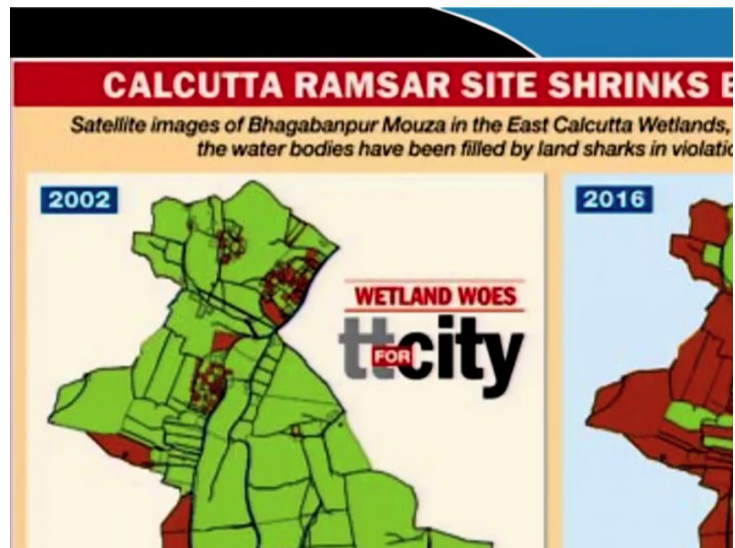 CALCUTTA RAMSAR SITE SHRINKS
Satellite images of Bhagabanpur Mouza in the East Calcutta Wetlands,
the water bodies have been filled by land sharks in
2002
2016
WETLAND WOES
tt FOR city